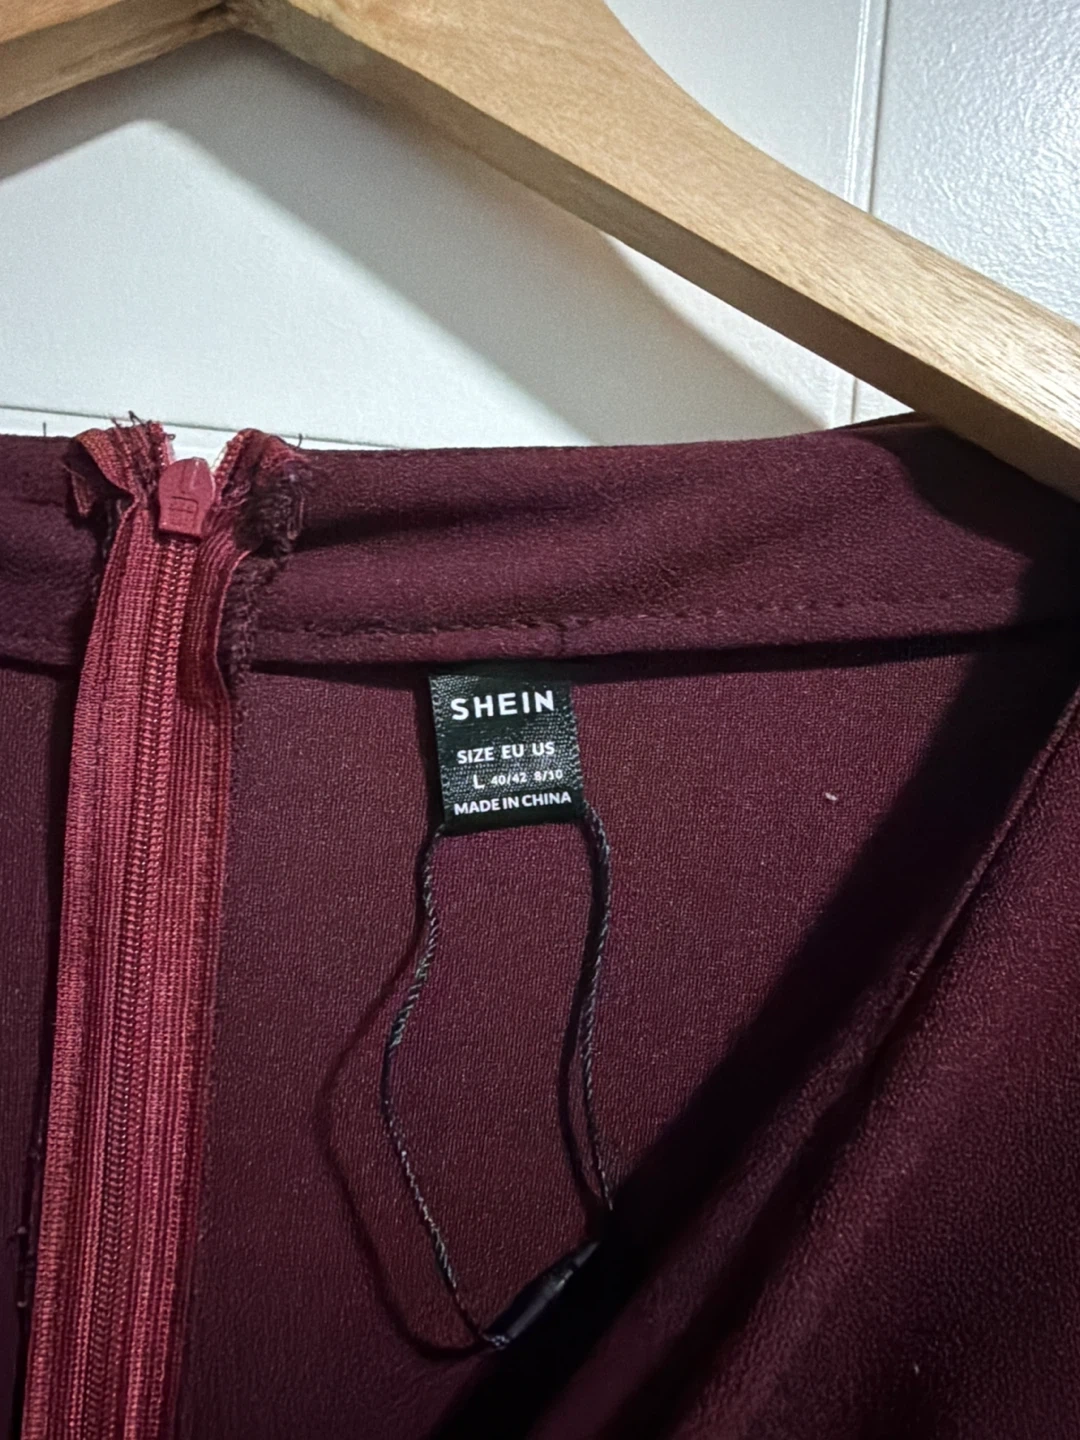 SHEIN
SIZE EU US
L 40/42 8/10
MADE IN CHINA